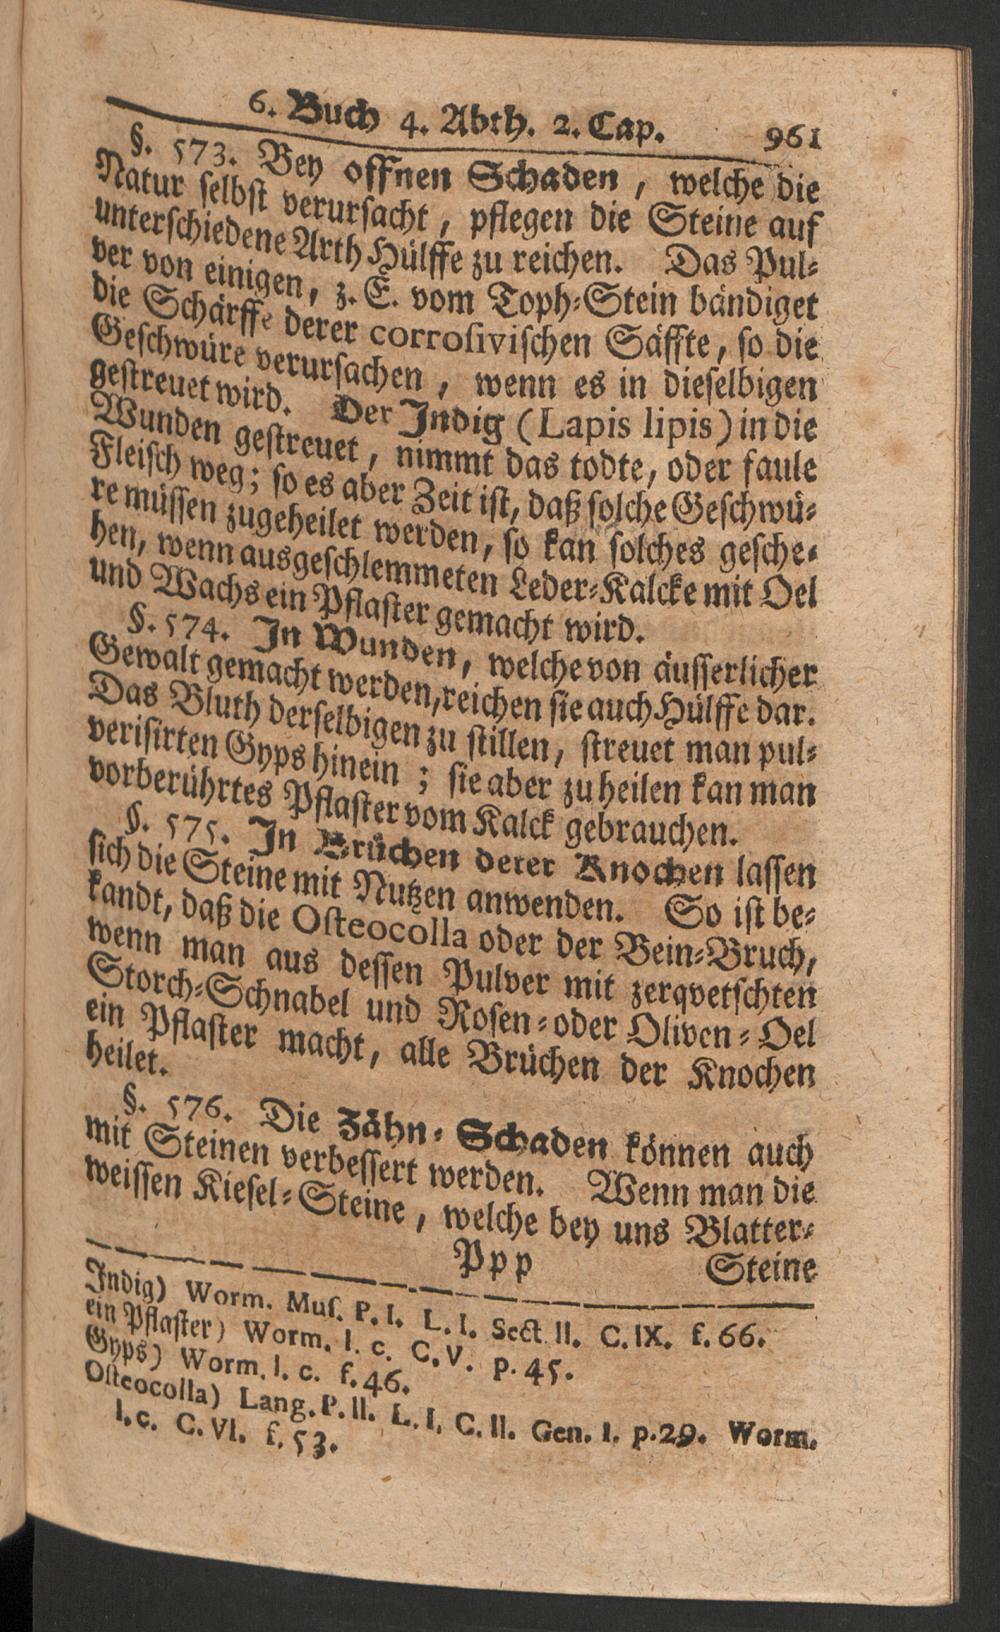 6. Buch 4. Abth. 2. Cap. 961
§. 573. Bey offnen Schaden, welche die
Natur selbst verursacht, pflegen die Steine auf
unterschiedene Arth Hülffe zu reichen. Das Pul-
ver von einigen, z. E. vom Toph-Stein bändiget
die Schärffe derer corrosivischen Säffte, so die
Geschwüre verursachen, wenn es in dieselbigen
gestreuet wird. Der Indig (Lapis lipis) in die
Wunden gestreuet, nimmt das todte, oder faule
Fleisch weg; so es aber Zeit ist, daß solche Geschwü-
re müssen zugeheilet werden, so kan solches gesche-
hen, wenn ausgeschlemmeten Leder-Kalcke mit Oel
und Wachs ein Pflaster gemacht wird.
§. 574. In Wunden, welche von äusserlicher
Gewalt gemacht werden, reichen sie auch Hülffe dar.
Das Bluth derselbigen zu stillen, streuet man pul-
verisirten Gyps hinein; sie aber zu heilen kan man
vorberührtes Pflaster vom Kalck gebrauchen.
§. 575. In Brüchen derer Knochen lassen
sich die Steine mit Nutzen anwenden. So ist be-
kandt, daß die Osteocolla oder der Bein-Bruch,
wenn man aus dessen Pulver mit zerqvetschten
Storch-Schnabel und Rosen- oder Oliven-Oel
ein Pflaster macht, alle Brüchen der Knochen
heilet.
§. 576. Die Zähn-Schaden können auch
mit Steinen verbessert werden. Wenn man die
weissen Kiesel-Steine, welche bey uns Blatter-
Ppp Steine
Indig) Worm. Mus. P. I. L. I. Sect. II. C. IX. f. 66.
ein Pflaster) Worm. l. c. C. V. p. 45.
Gyps) Worm. l. c. f. 46.
Osteocolla) Lang. P. II. L. I. C. II. Gen. I. p. 29. Worm.
l. c. C. VI. f. 53.